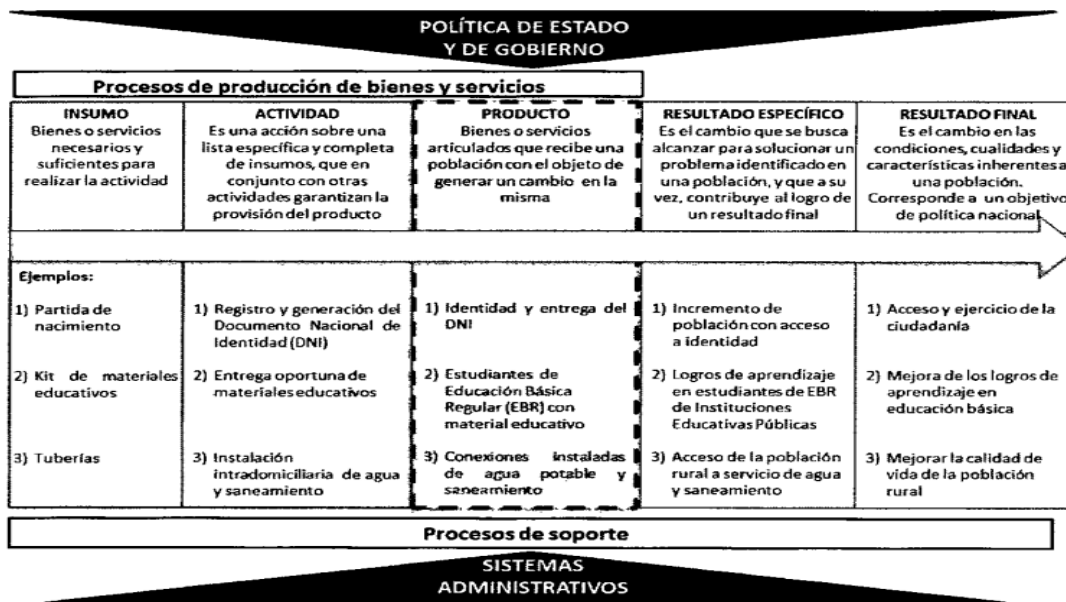 POLÍTICA DE ESTADO
Y DE GOBIERNO
Procesos de producción de bienes y servicios
INSUMO
Bienes o servicios
necesarios y
suficientes para
realizar la actividad
ACTIVIDAD
Es una acción sobre una
lista específica y completa
de insumos, que en
conjunto con otras
actividades garantizan la
provisión del producto
PRODUCTO
Bienes o servicios
articulados que recibe una
población con el objeto de
generar un cambio en la
misma
RESULTADO ESPECÍFICO
Es el cambio que se busca
alcanzar para solucionar un
problema identificado en
una población, y que a su
vez, contribuye al logro de
un resultado final
RESULTADO FINAL
Es el cambio en las
condiciones, cualidades y
características inherentes a
una población.
Corresponde a un objetivo
de política nacional
Ejemplos:
1) Partida de
nacimiento
2) Kit de materiales
educativos
3) Tuberías
1) Registro y generación del
Documento Nacional de
Identidad (DNI)
2) Entrega oportuna de
materiales educativos
3) Instalación
intradomiciliaria de agua
y saneamiento
1) Identidad y entrega del
DNI
2) Estudiantes de
Educación Básica
Regular (EBR) con
material educativo
3) Conexiones instaladas
de agua potable y
saneamiento
1) Incremento de
población con acceso
a identidad
2) Logros de aprendizaje
en estudiantes de EBR
de Instituciones
Educativas Públicas
3) Acceso de la población
rural a servicio de agua
y saneamiento
1) Acceso y ejercicio de la
ciudadanía
2) Mejora de los logros de
aprendizaje en
educación básica
3) Mejorar la calidad de
vida de la población
rural
Procesos de soporte
SISTEMAS
ADMINISTRATIVOS